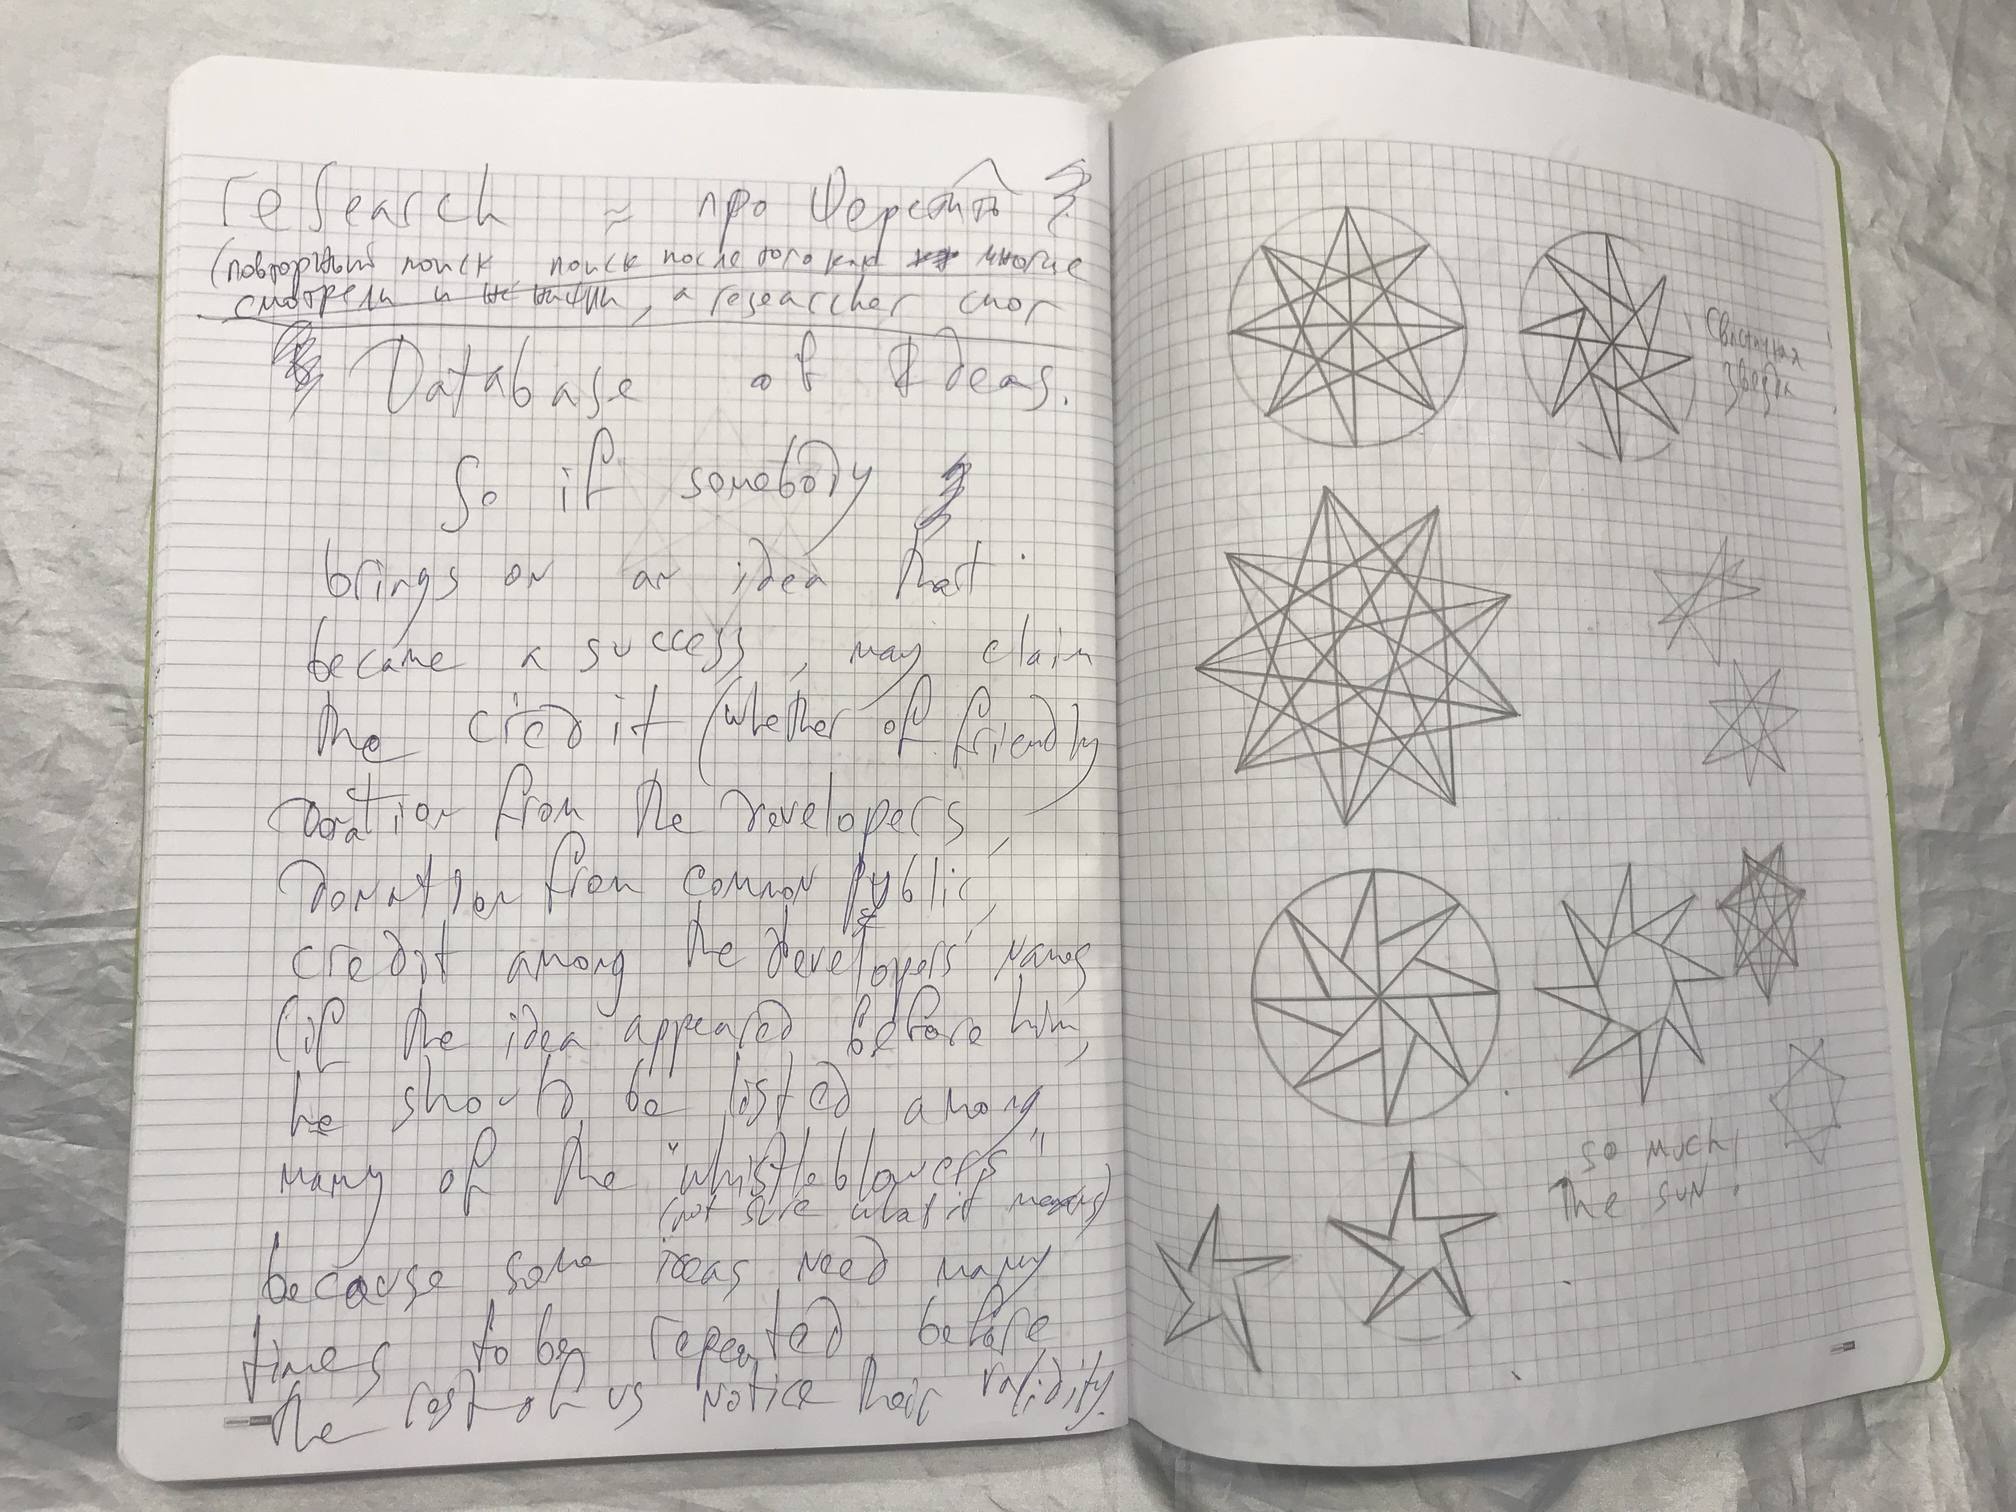 research ≈ про Шерстить
(повторный поиск, поиск после того как многие
смотрели и не нашли, а researcher смог
Database of Ideas.
So if somebody
brings on an idea that
became a success, may claim
the credit (whether of friendly
donation from the developers,
donation from common public,
credit among the developers' names
(if the idea appeared before him,
he should be listed among
many of the "whistleblowers"
(not sure what it means)
because some ideas need many
times to be repeated before
the rest of us notice their validity.
звезда
so much,
The sun.